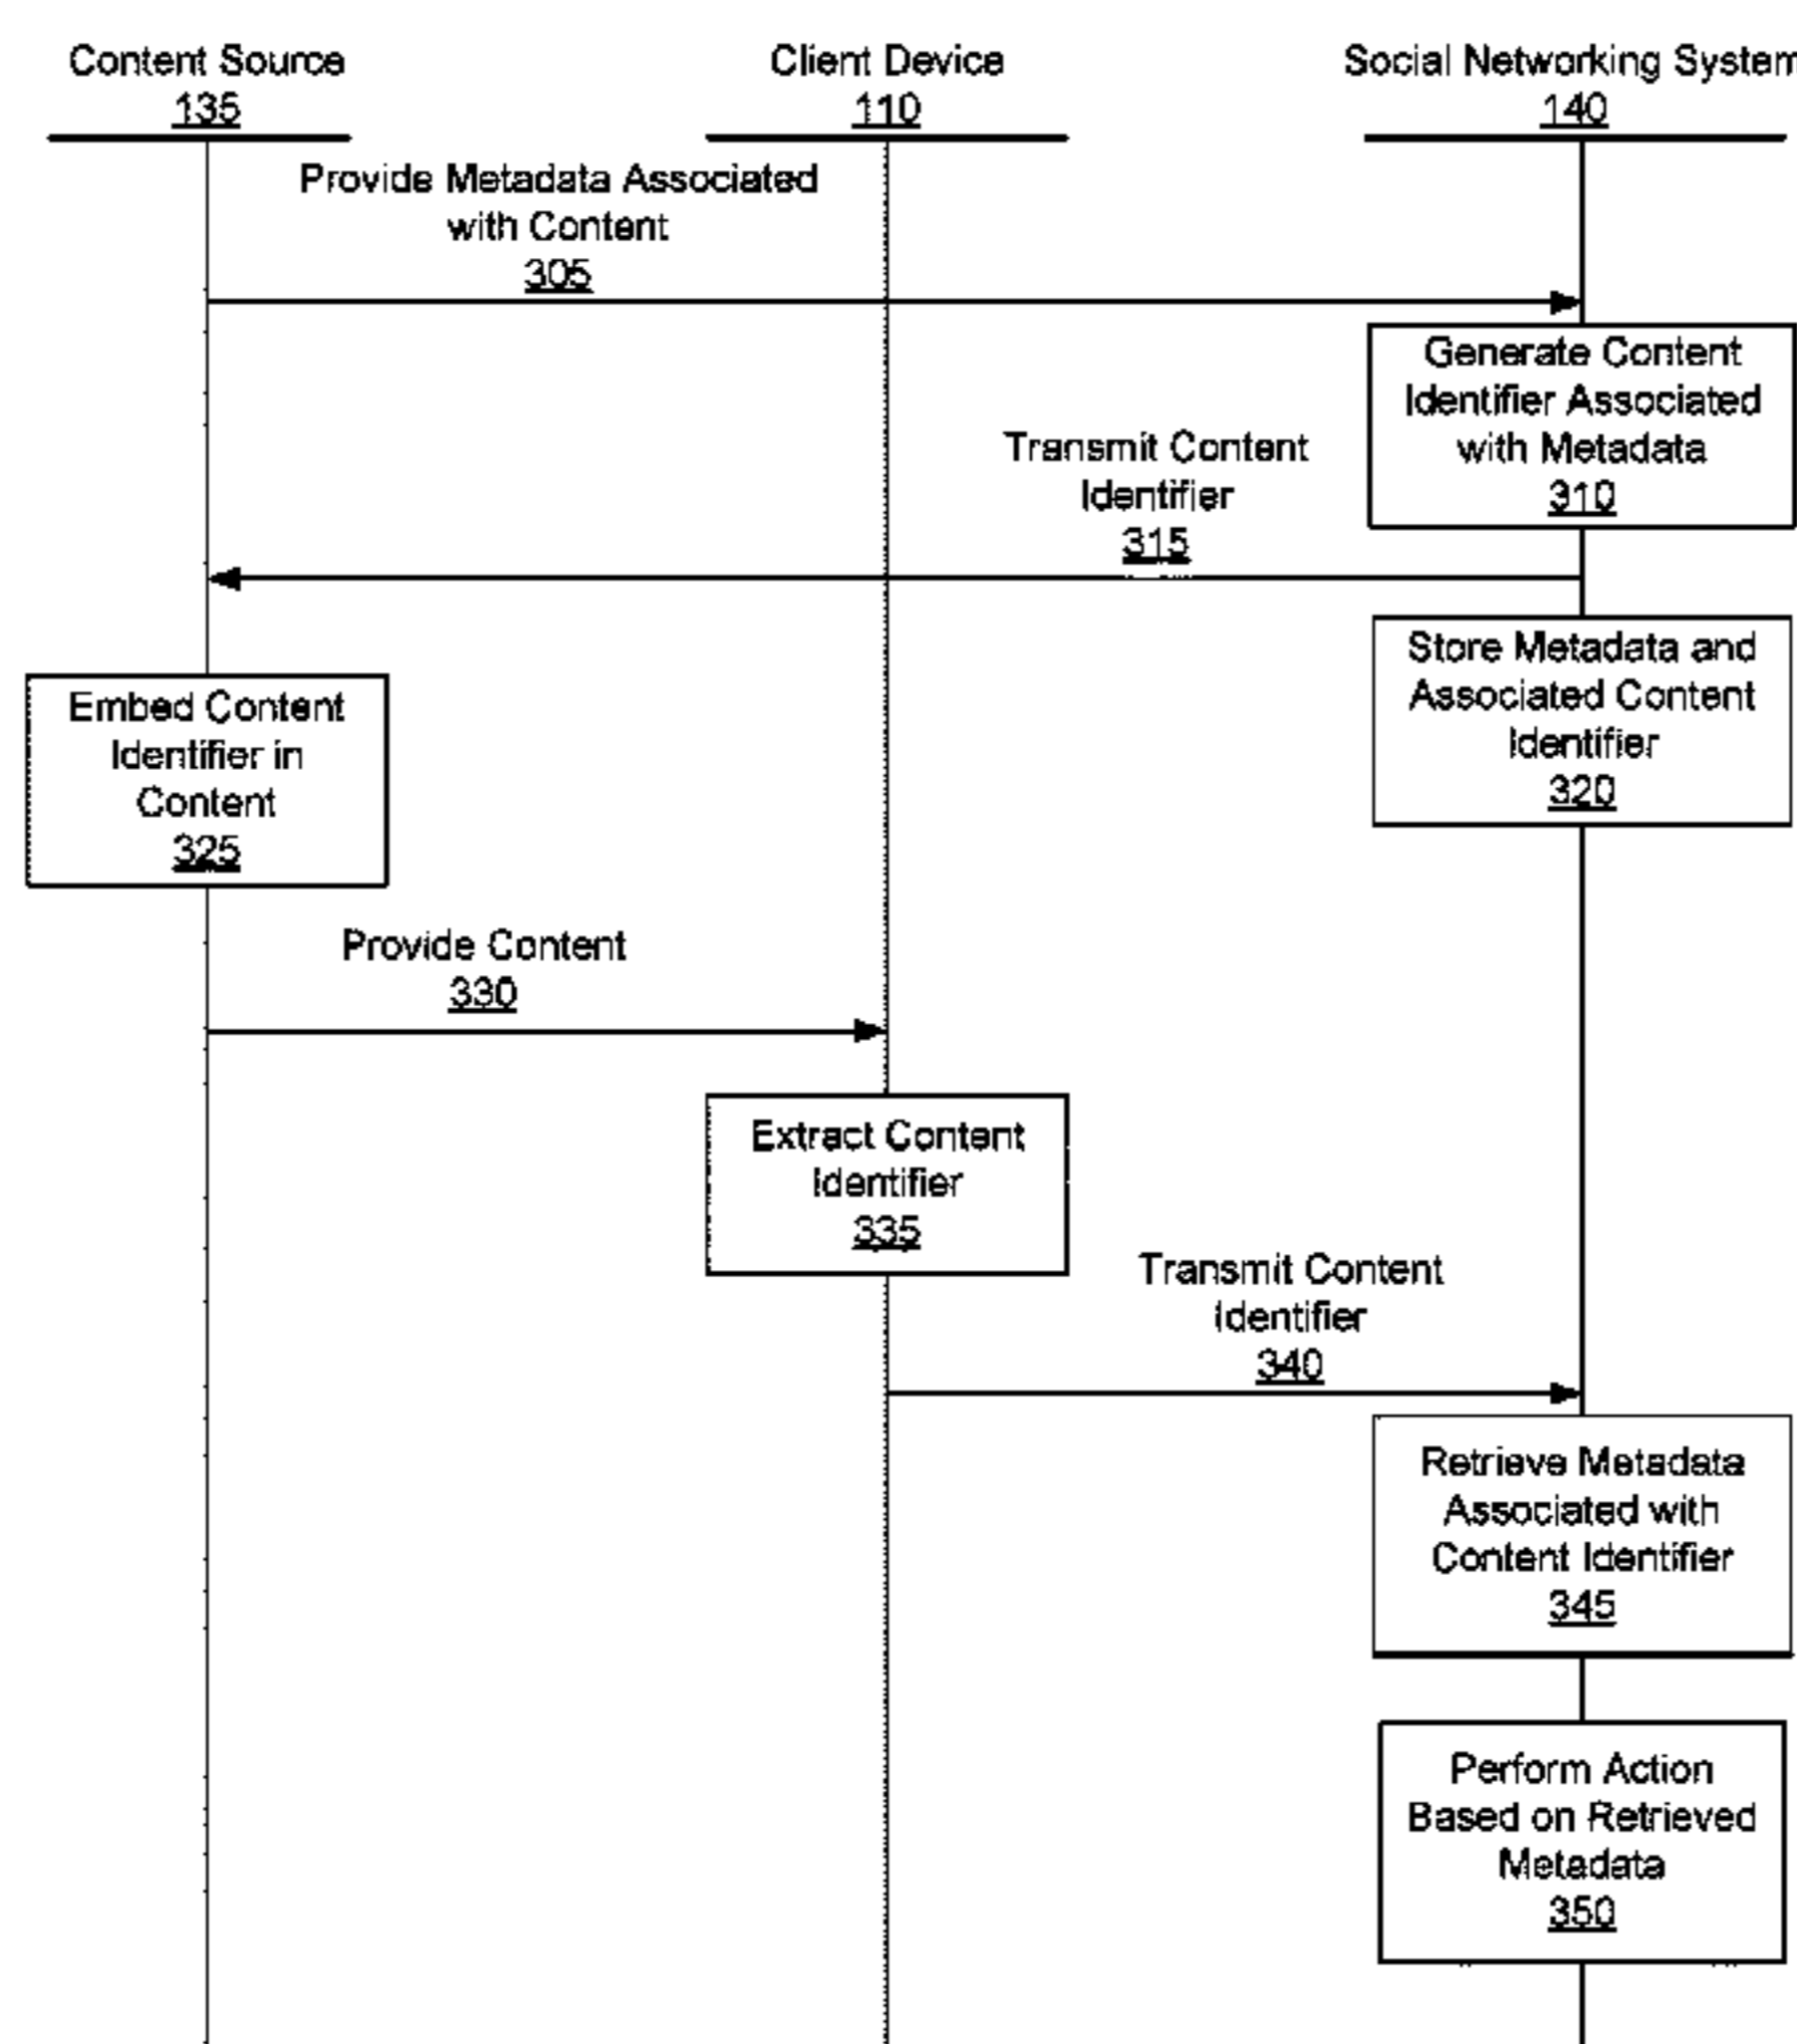 Content Source
135
Client Device
110
Social Networking System
140
Provide Metadata Associated
with Content
305
Generate Content
Identifier Associated
with Metadata
310
Transmit Content
Identifier
315
Store Metadata and
Associated Content
Identifier
320
Embed Content
Identifier in
Content
325
Provide Content
330
Extract Content
Identifier
335
Transmit Content
Identifier
340
Retrieve Metadata
Associated with
Content Identifier
345
Perform Action
Based on Retrieved
Metadata
350